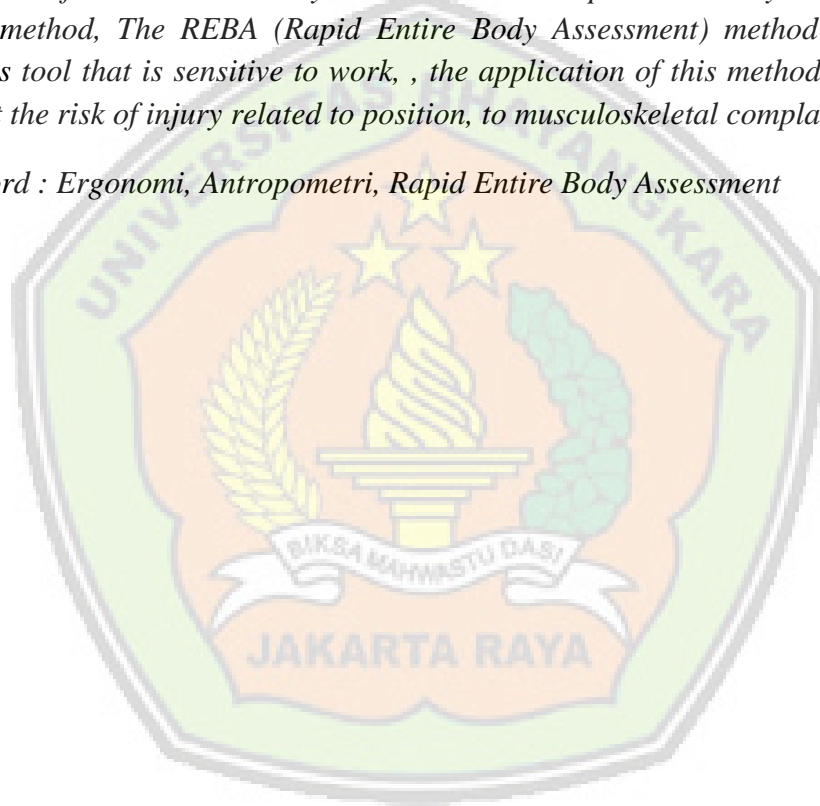 method, The REBA (Rapid Entire Body Assessment) method
s tool that is sensitive to work, , the application of this method
t the risk of injury related to position, to musculoskeletal compla
rd : Ergonomi, Antropometri, Rapid Entire Body Assessment
UNIVERSITAS BHAYANGKARA
BIKSA MAHWASTU DASI
JAKARTA RAYA